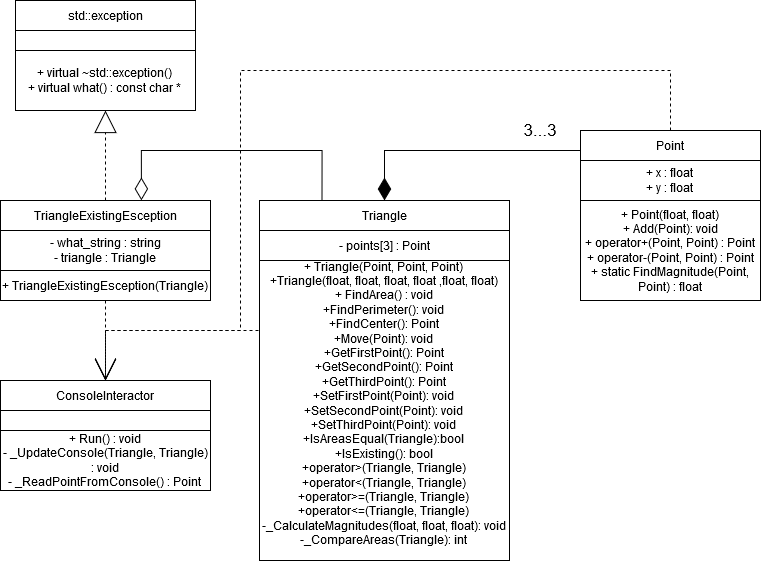 std::exception
+ virtual ~std::exception()
+ virtual what() : const char *
3...3
Point
+ x : float
+ y : float
+ Point(float, float)
+ Add(Point): void
+ operator+(Point, Point) : Point
+ operator-(Point, Point) : Point
+ static FindMagnitude(Point,
Point) : float
TriangleExistingEsception
- what_string : string
- triangle : Triangle
+ TriangleExistingEsception(Triangle)
Triangle
- points[3] : Point
+ Triangle(Point, Point, Point)
+Triangle(float, float, float, float ,float, float)
+ FindArea() : void
+FindPerimeter(): void
+FindCenter(): Point
+Move(Point): void
+GetFirstPoint(): Point
+GetSecondPoint(): Point
+GetThirdPoint(): Point
+SetFirstPoint(Point): void
+SetSecondPoint(Point): void
+SetThirdPoint(Point): void
+IsAreasEqual(Triangle):bool
+IsExisting(): bool
+operator>(Triangle, Triangle)
+operator<(Triangle, Triangle)
+operator>=(Triangle, Triangle)
+operator<=(Triangle, Triangle)
-_CalculateMagnitudes(float, float, float): void
-_CompareAreas(Triangle): int
ConsoleInteractor
+ Run() : void
- _UpdateConsole(Triangle, Triangle)
: void
- _ReadPointFromConsole() : Point